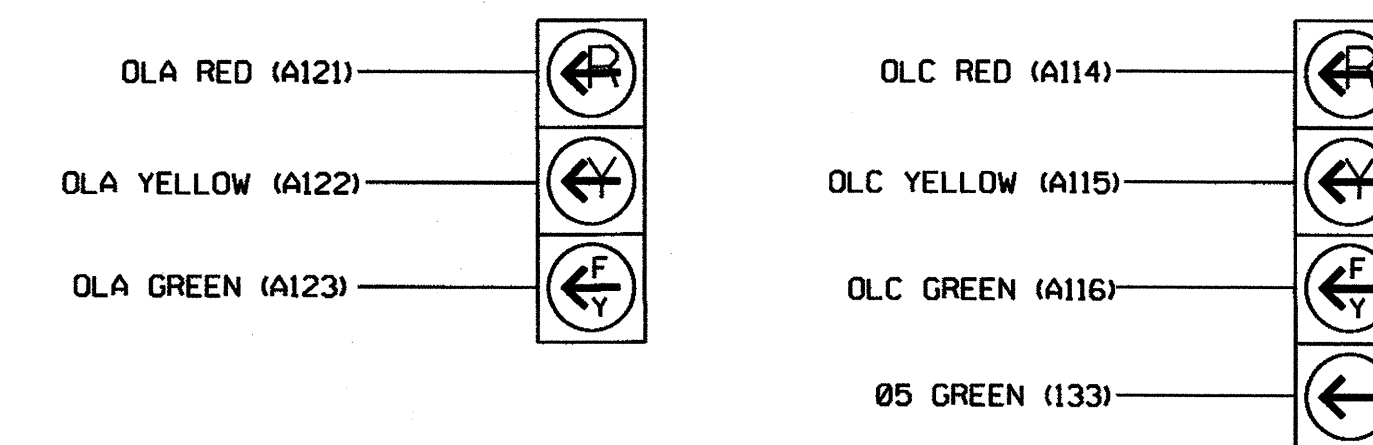 OLA RED (A121)
R
OLA YELLOW (A122)
Y
OLA GREEN (A123)
F
Y
OLC RED (A114)
R
OLC YELLOW (A115)
Y
OLC GREEN (A116)
F
Y
Ø5 GREEN (133)